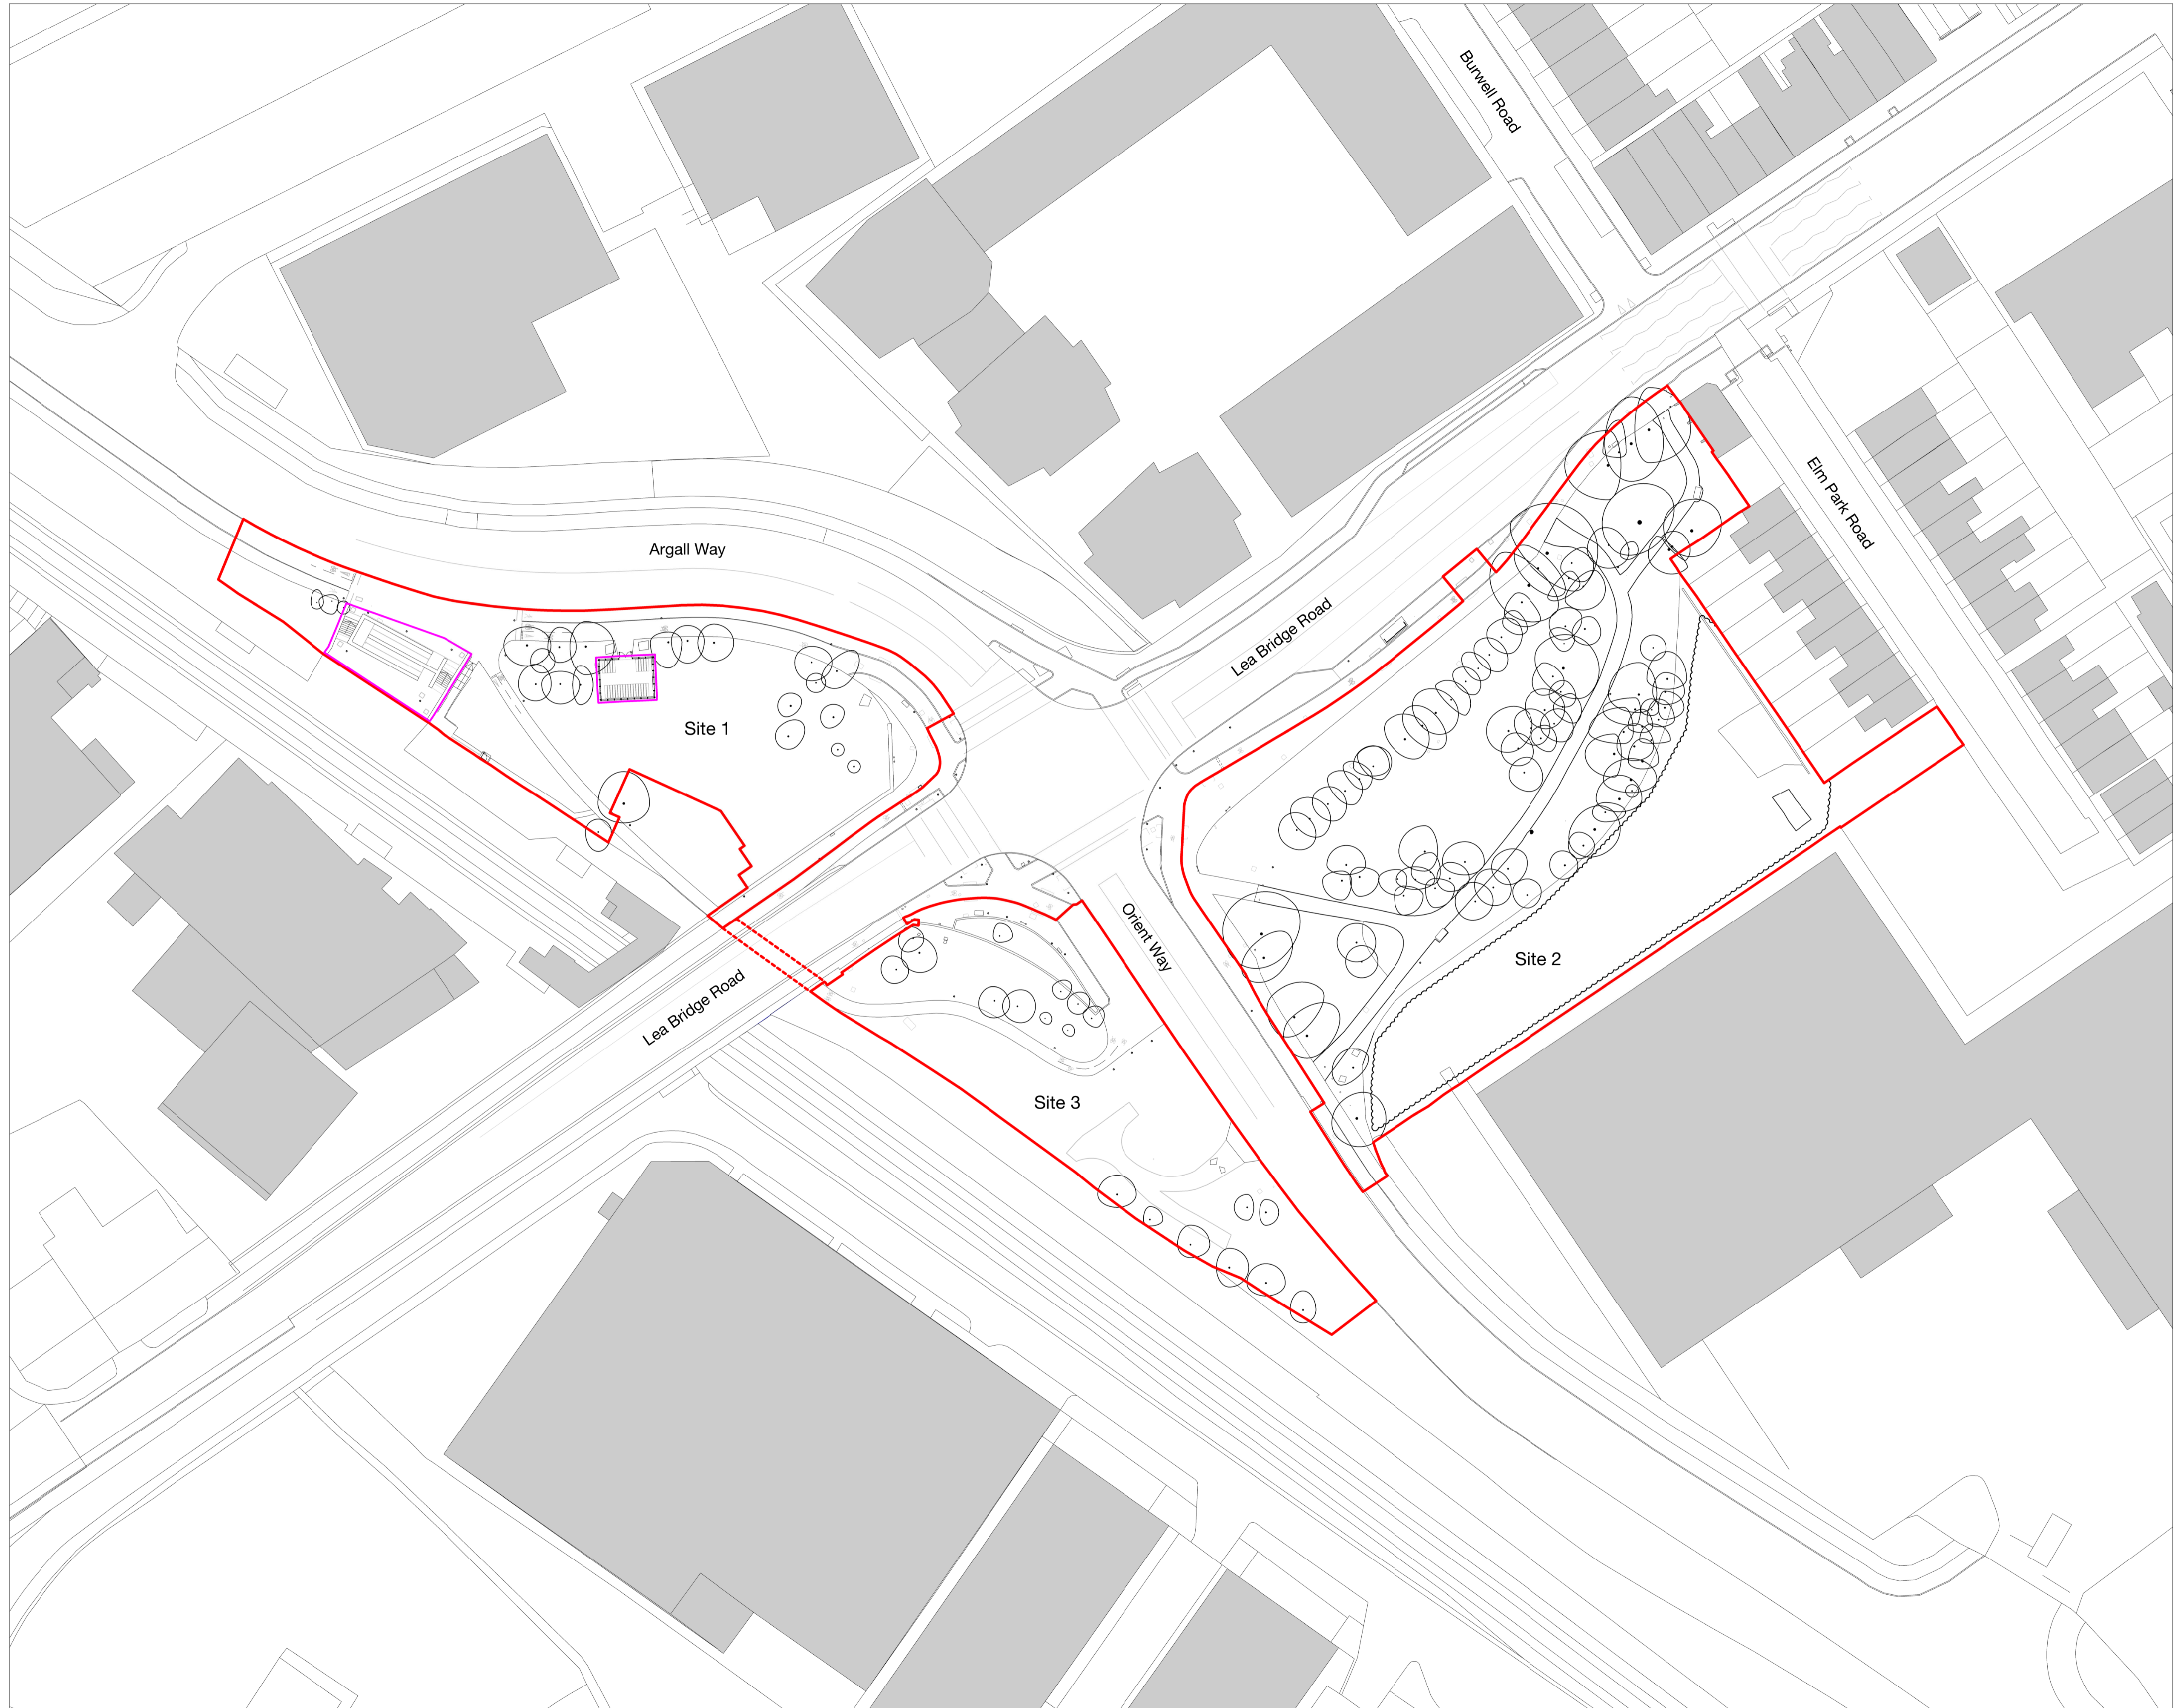 Burwell Road
Elm Park Road
Argall Way
Lea Bridge Road
Site 1
Orient Way
Site 2
Lea Bridge Road
Site 3